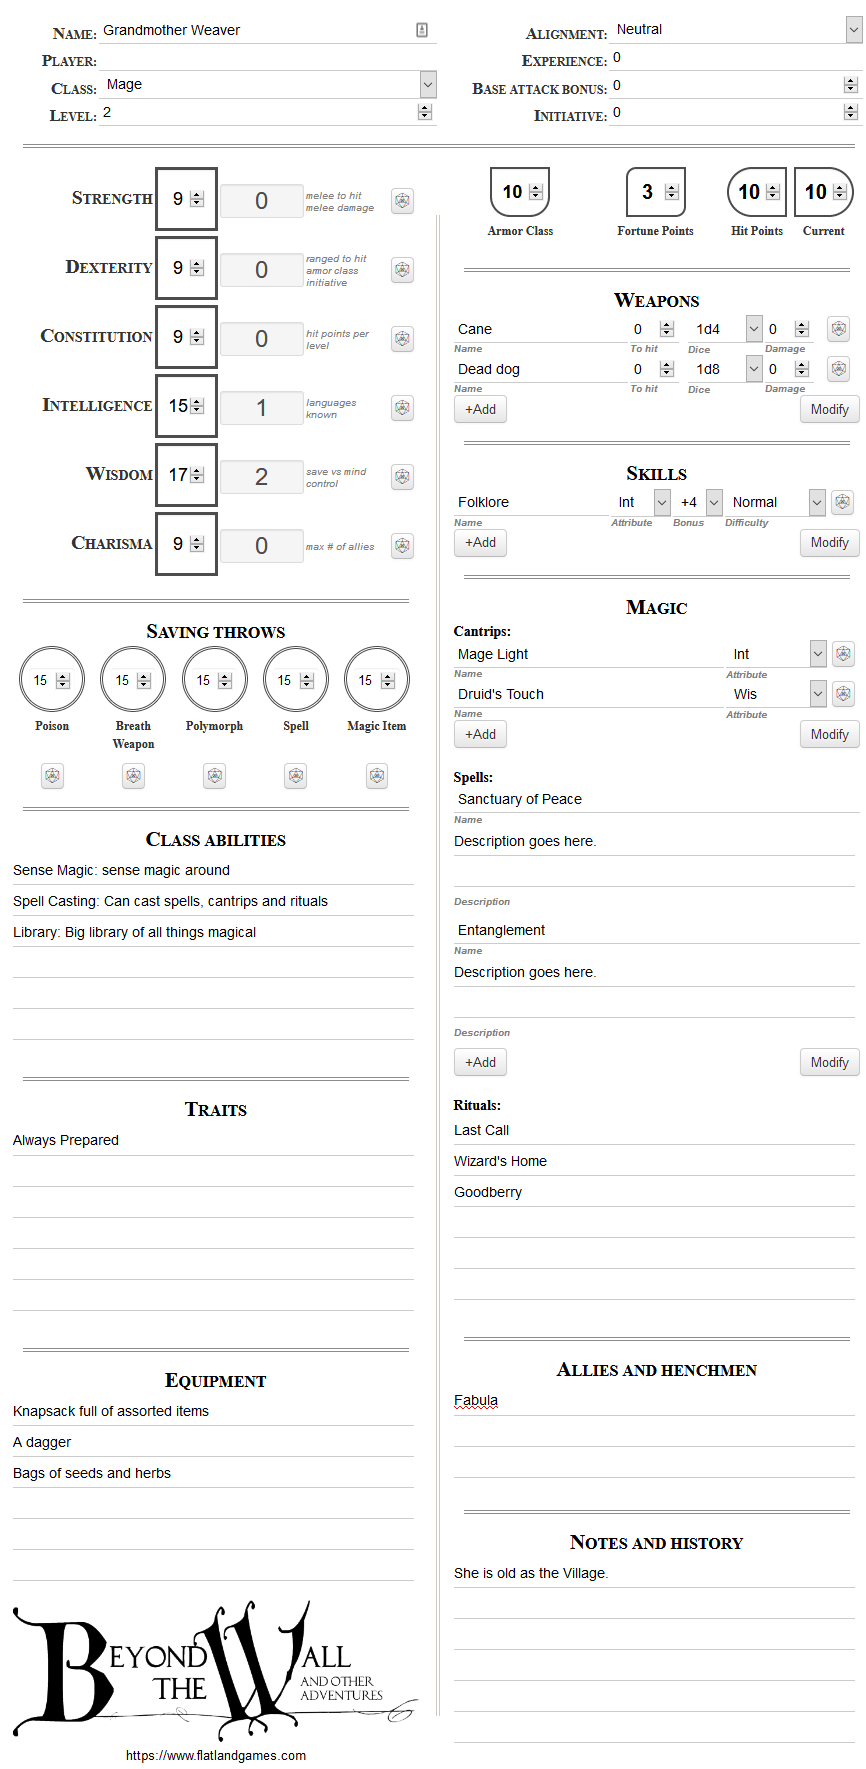 Name: Grandmother Weaver
Player:
Class: Mage
Level: 2
Alignment: Neutral
Experience: 0
Base attack bonus: 0
Initiative: 0
Strength 9 0 melee to hit
melee damage
Dexterity 9 0 ranged to hit
armor class
initiative
Constitution 9 0 hit points per
level
Intelligence 15 1 languages
known
Wisdom 17 2 save vs mind
control
Charisma 9 0 max # of allies
Saving throws
15 15 15 15 15
Poison Breath Weapon Polymorph Spell Magic Item
Class abilities
Sense Magic: sense magic around
Spell Casting: Can cast spells, cantrips and rituals
Library: Big library of all things magical
Traits
Always Prepared
Equipment
Knapsack full of assorted items
A dagger
Bags of seeds and herbs
Beyond the Wall
and other
adventures
https://www.flatlandgames.com
10 3 10 10
Armor Class Fortune Points Hit Points Current
Weapons
Cane 0 1d4 0
Name To hit Dice Damage
Dead dog 0 1d8 0
Name To hit Dice Damage
+Add Modify
Skills
Folklore Int +4 Normal
Name Attribute Bonus Difficulty
+Add Modify
Magic
Cantrips:
Mage Light Int
Name Attribute
Druid's Touch Wis
Name Attribute
+Add Modify
Spells:
Sanctuary of Peace
Name
Description goes here.
Description
Entanglement
Name
Description goes here.
Description
+Add Modify
Rituals:
Last Call
Wizard's Home
Goodberry
Allies and henchmen
Fabula
Notes and history
She is old as the Village.